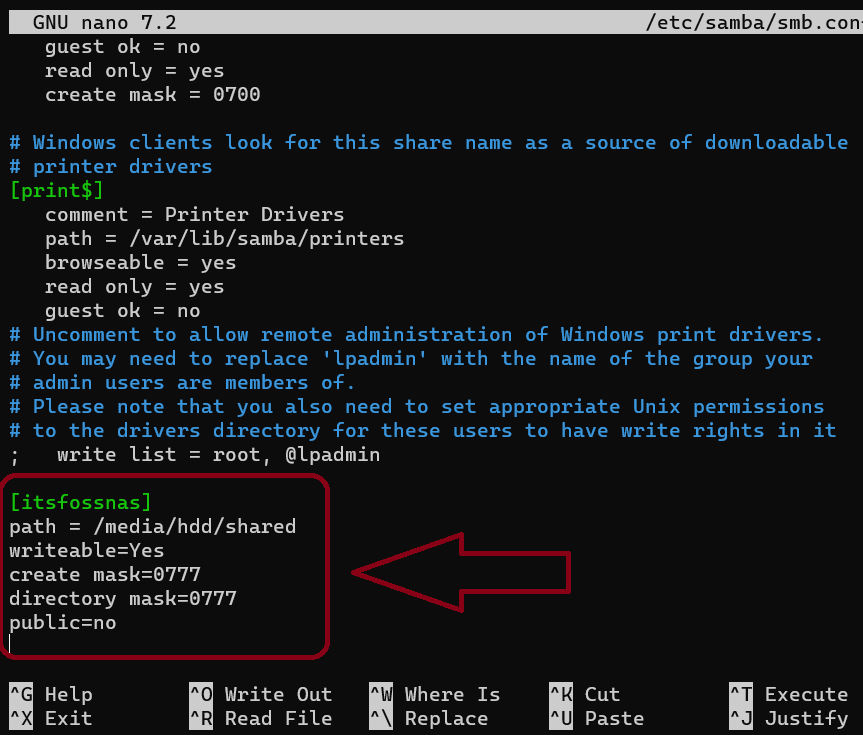 GNU nano 7.2 /etc/samba/smb.con
guest ok = no
read only = yes
create mask = 0700
# Windows clients look for this share name as a source of downloadable
# printer drivers
[print$]
comment = Printer Drivers
path = /var/lib/samba/printers
browseable = yes
read only = yes
guest ok = no
# Uncomment to allow remote administration of Windows print drivers.
# You may need to replace 'lpadmin' with the name of the group your
# admin users are members of.
# Please note that you also need to set appropriate Unix permissions
# to the drivers directory for these users to have write rights in it
;   write list = root, @lpadmin
[itsfossnas]
path = /media/hdd/shared
writeable=Yes
create mask=0777
directory mask=0777
public=no
^G Help ^O Write Out ^W Where Is ^K Cut ^T Execute
^X Exit ^R Read File ^\ Replace ^U Paste ^J Justify